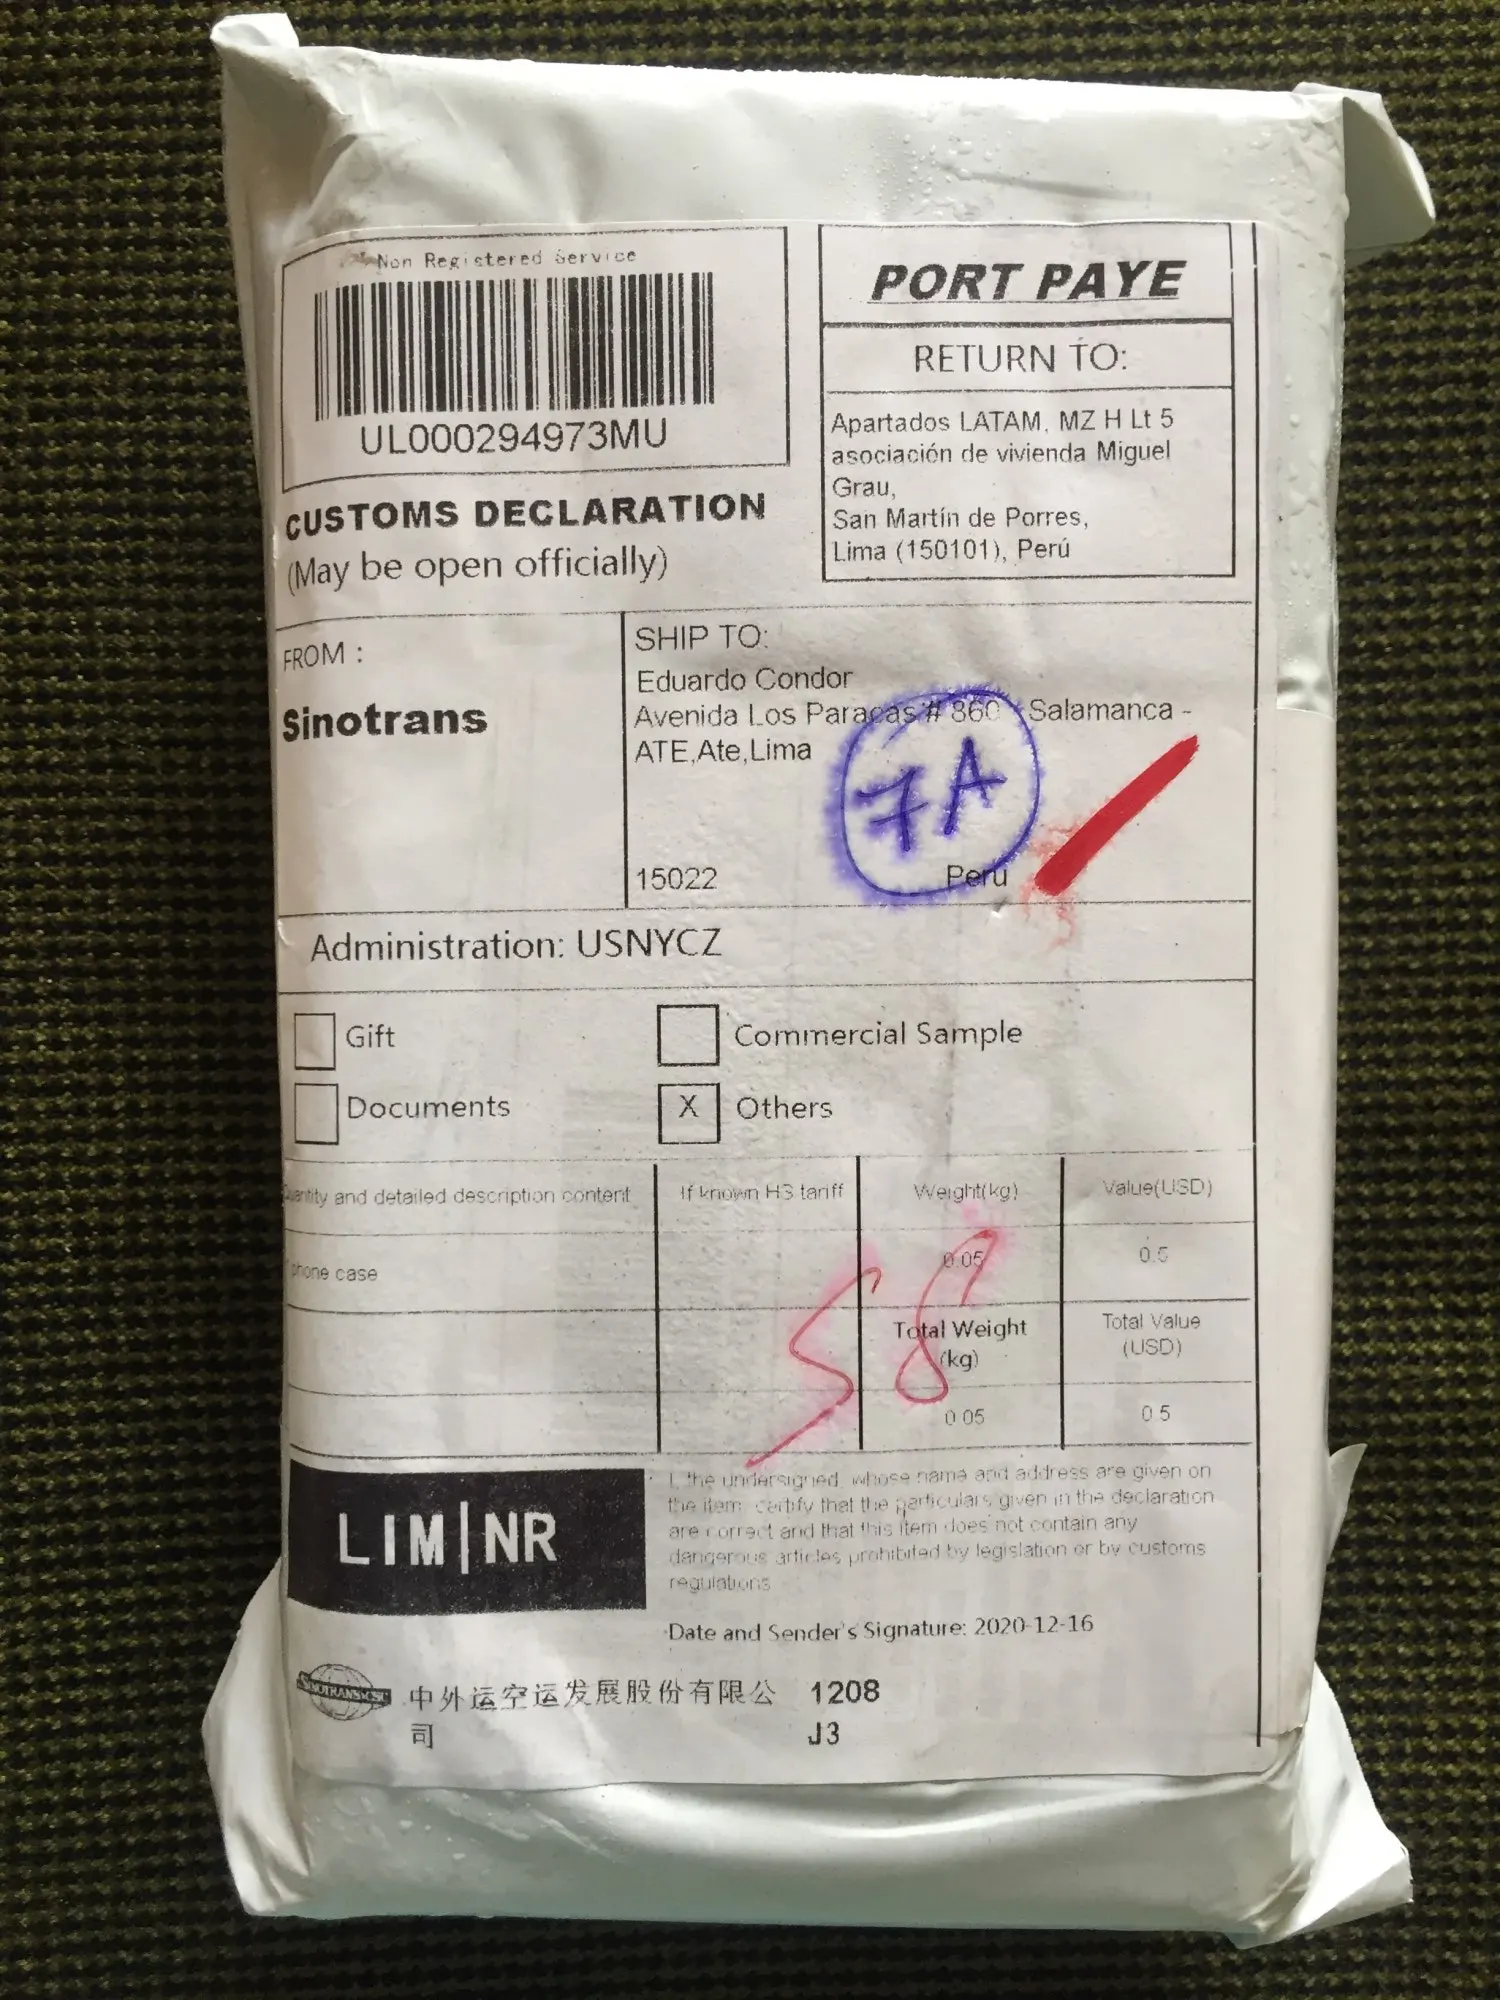 Non Registered Service
UL000294973MU
CUSTOMS DECLARATION
(May be open officially)
PORT PAYE
RETURN TO:
Apartados LATAM, MZ H Lt 5
asociación de vivienda Miguel
Grau,
San Martín de Porres,
Lima (150101), Perú
FROM :
Sinotrans
SHIP TO:
Eduardo Condor
Avenida Los Paracas # 860 Salamanca -
ATE,Ate,Lima
7A
15022 Perú
Administration: USNYCZ
Gift
Commercial Sample
Documents
X Others
and detailed description content If known HS tariff Weight(kg) Value(USD)
case 0.05 0.5
Total Weight
(kg)
Total Value
(USD)
0.05 0.5
LIM|NR
I, the undersigned, whose name and address are given on
the item, certify that the particulars given in the declaration
are correct and that this item does not contain any
dangerous articles prohibited by legislation or by customs
regulations
Date and Sender's Signature: 2020-12-16
中外运空运发展股份有限公 1208
司 J3